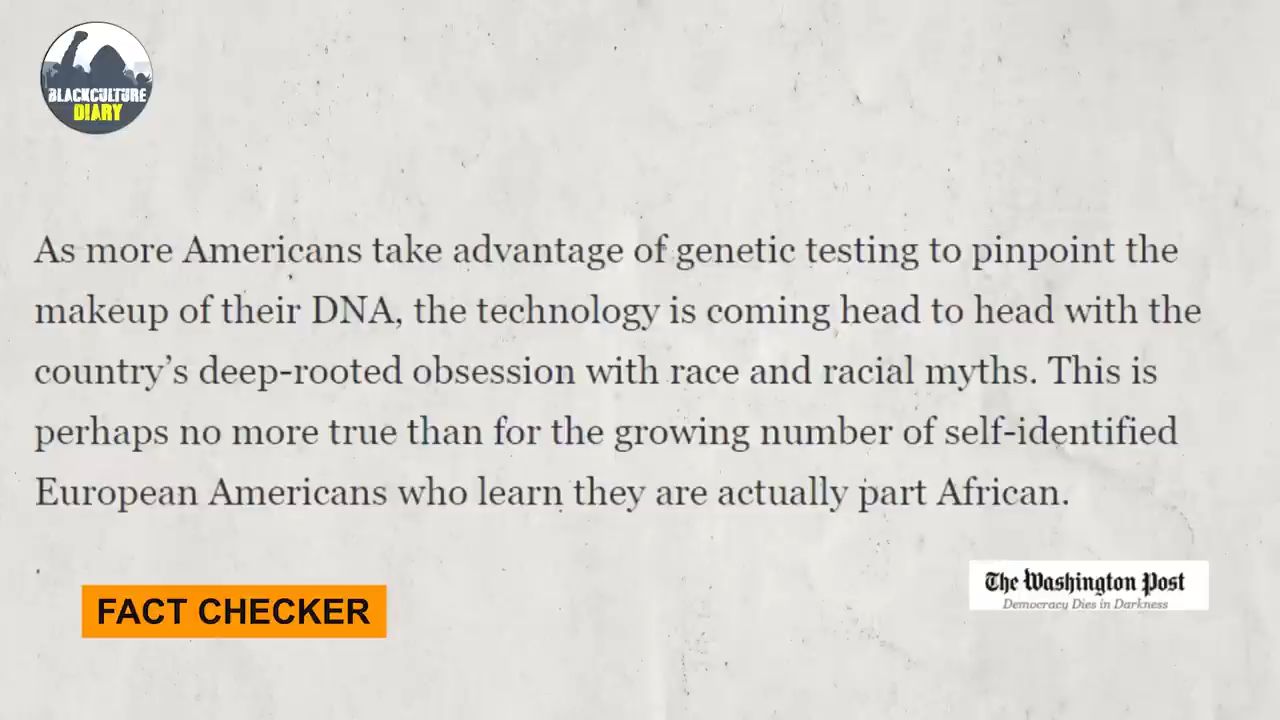 BLACKCULTURE
DIARY
As more Americans take advantage of genetic testing to pinpoint the
makeup of their DNA, the technology is coming head to head with the
country’s deep-rooted obsession with race and racial myths. This is
perhaps no more true than for the growing number of self-identified
European Americans who learn they are actually part African.
FACT CHECKER
The Washington Post
Democracy Dies in Darkness